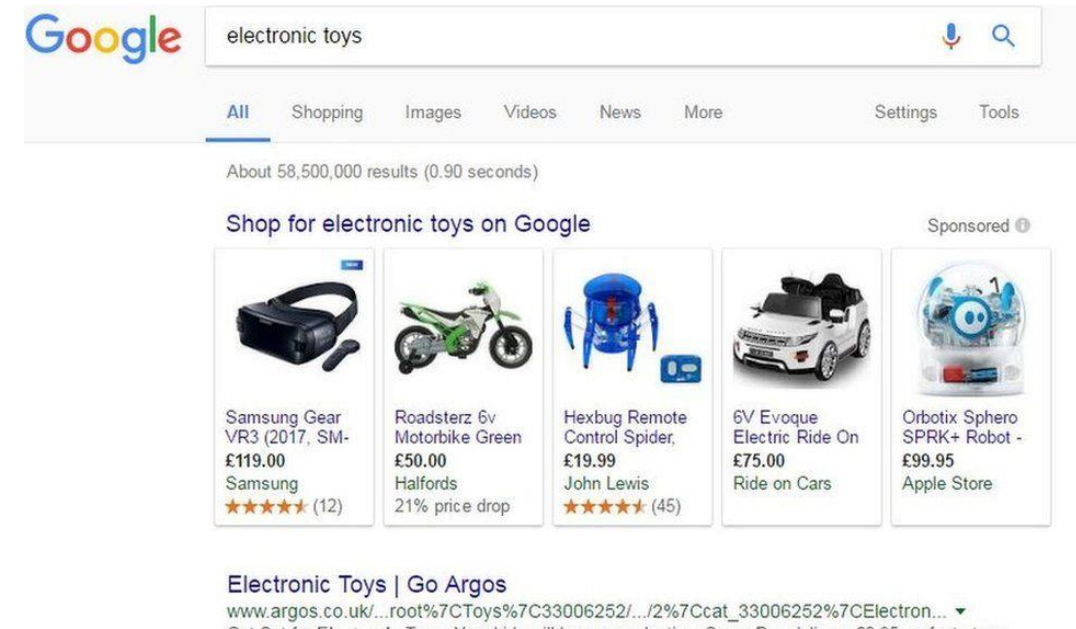 Google
electronic toys
All Shopping Images Videos News More Settings Tools
About 58,500,000 results (0.90 seconds)
Shop for electronic toys on Google
Sponsored
Samsung Gear
VR3 (2017, SM-
£119.00
Samsung
(12)
Roadsterz 6v
Motorbike Green
£50.00
Halfords
21% price drop
Hexbug Remote
Control Spider,
£19.99
John Lewis
(45)
6V Evoque
Electric Ride On
£75.00
Ride on Cars
Orbotix Sphero
SPRK+ Robot -
£99.95
Apple Store
Electronic Toys | Go Argos
www.argos.co.uk/...root%7CToys%7C33006252/.../2%7Ccat_33006252%7CElectron...